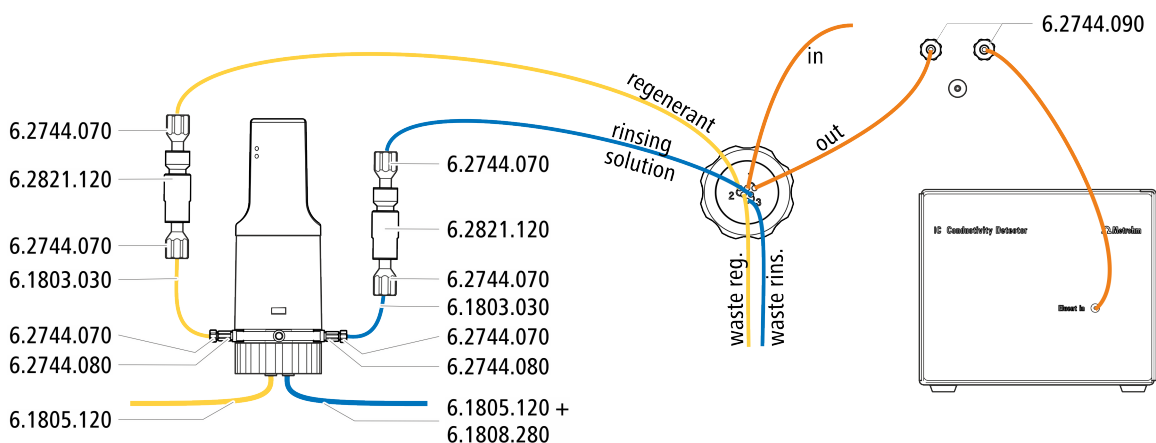 6.2744.070
6.2821.120
6.2744.070
6.1803.030
6.2744.070
6.2744.080
6.1805.120
6.2744.070
6.2821.120
6.2744.070
6.1803.030
6.2744.070
6.2744.080
6.1805.120 +
6.1808.280
regenerant
rinsing
solution
in
out
2
3
waste reg.
waste rins.
6.2744.090
IC Conductivity Detector
Metrohm
Eluent in